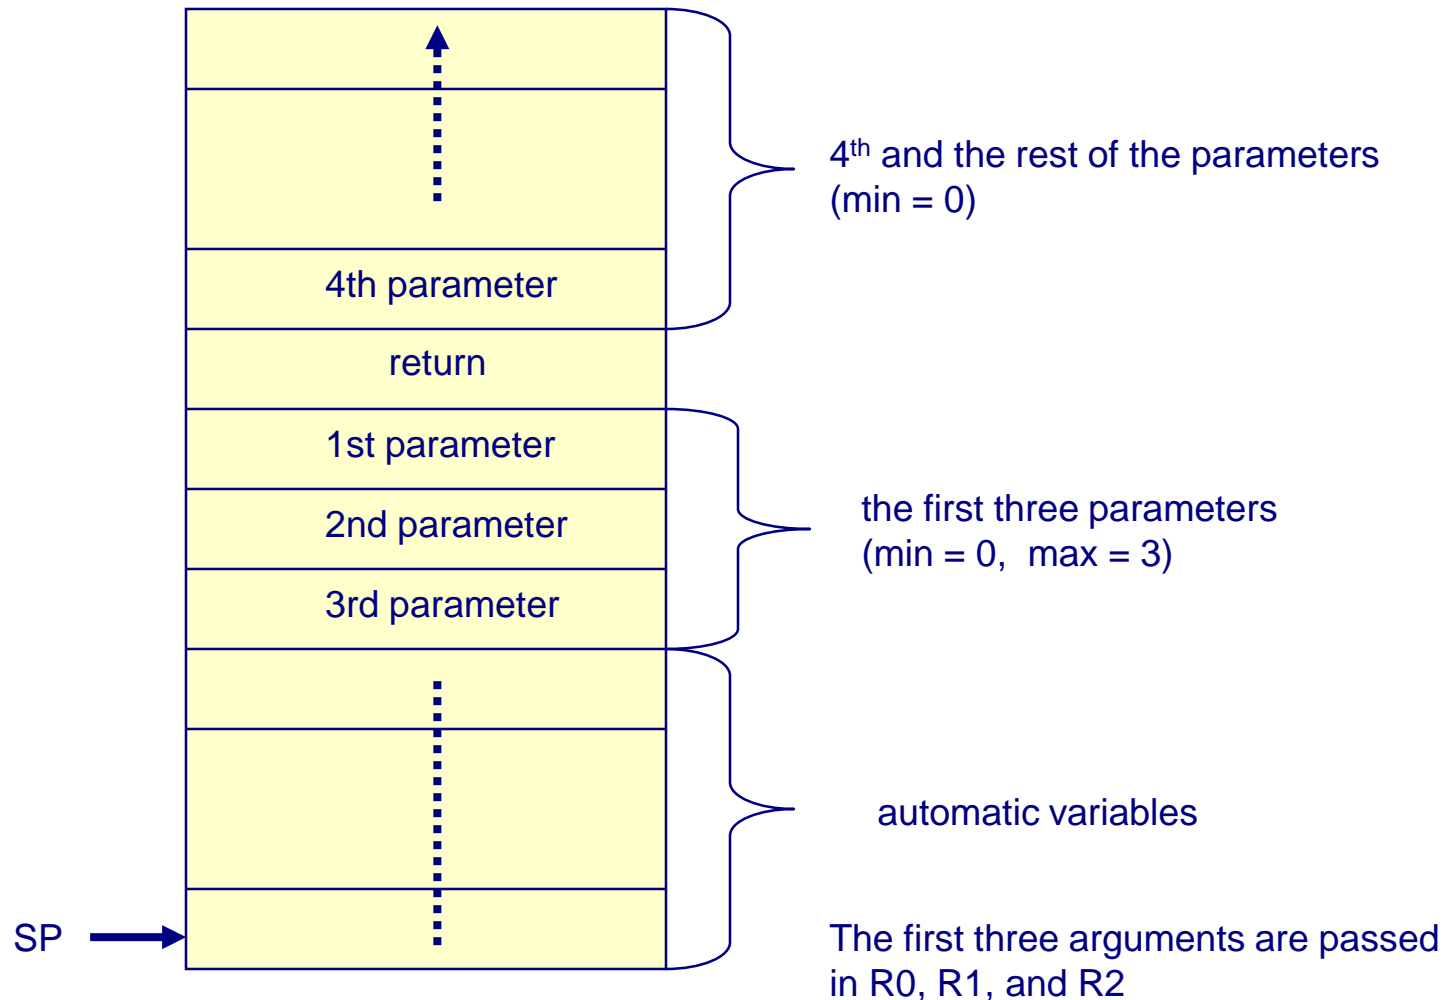 4th and the rest of the parameters
(min = 0)
4th parameter
return
1st parameter
2nd parameter
3rd parameter
the first three parameters
(min = 0, max = 3)
automatic variables
SP
The first three arguments are passed
in R0, R1, and R2